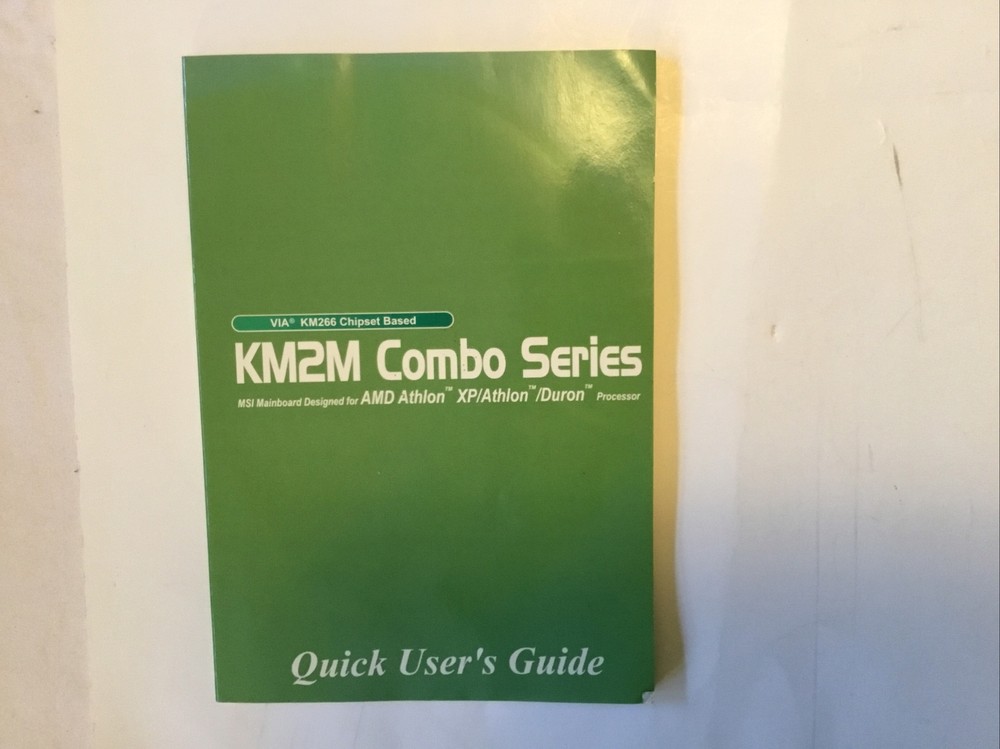 VIA® KM266 Chipset Based
KM2M Combo Series
MSI Mainboard Designed for AMD Athlon™ XP/Athlon™/Duron™ Processor
Quick User's Guide